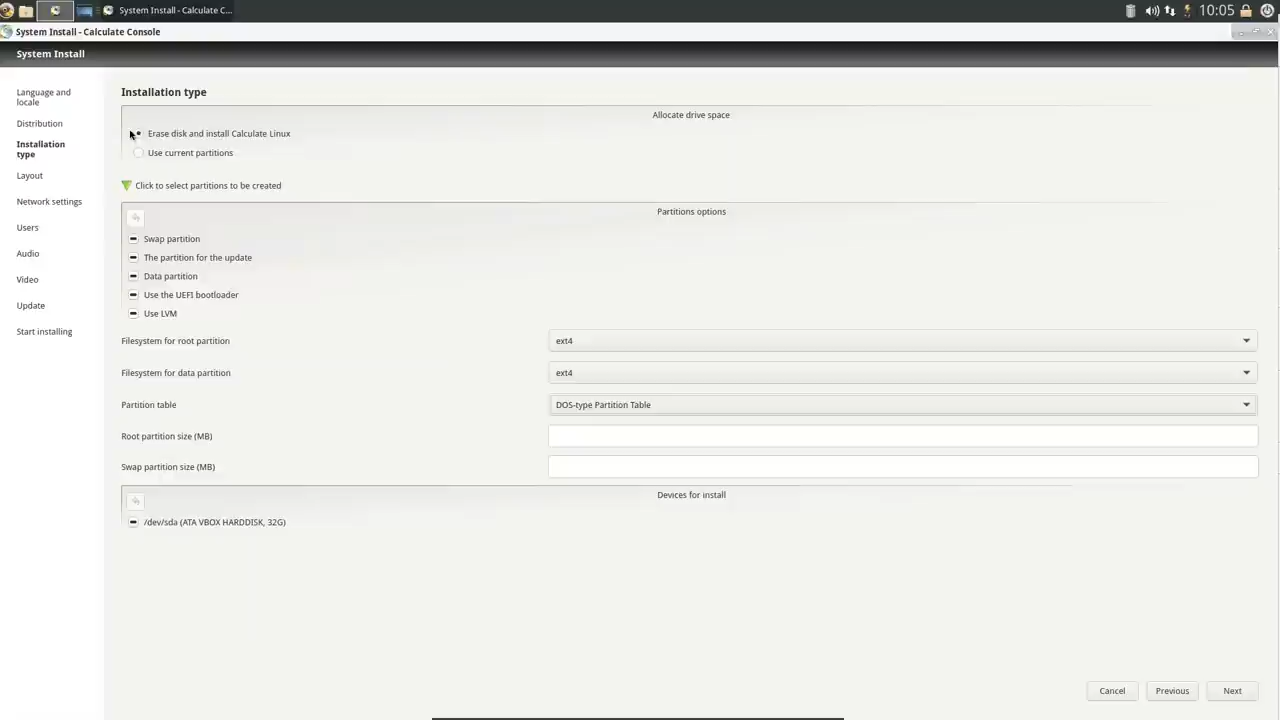 System Install - Calculate C...
10:05
System Install - Calculate Console
System Install
Language and
locale
Distribution
Installation
type
Layout
Network settings
Users
Audio
Video
Update
Start installing
Installation type
Allocate drive space
Erase disk and install Calculate Linux
Use current partitions
Click to select partitions to be created
Partitions options
Swap partition
The partition for the update
Data partition
Use the UEFI bootloader
Use LVM
Filesystem for root partition
ext4
Filesystem for data partition
ext4
Partition table
DOS-type Partition Table
Root partition size (MB)
Swap partition size (MB)
Devices for install
/dev/sda (ATA VBOX HARDDISK, 32G)
Cancel
Previous
Next